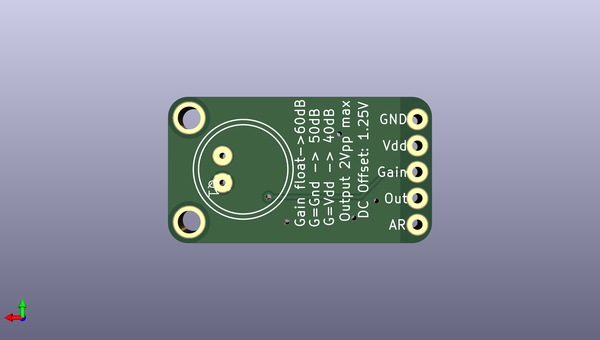 Gain float—>60dB
G=Gnd --> 50dB
G=Vdd --> 40dB
Output 2Vpp max
DC Offset: 1.25V
GND
Vdd
Gain
Out
AR